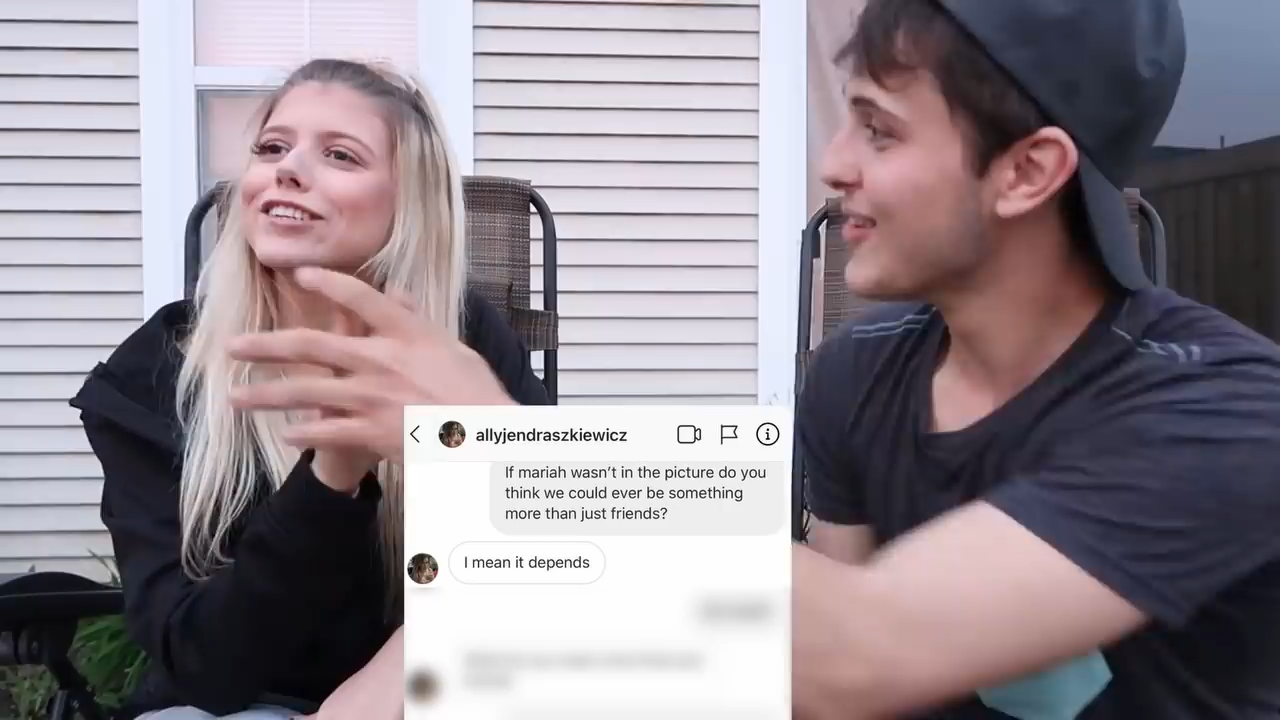 allyjendraszkiewicz
If mariah wasn’t in the picture do you
think we could ever be something
more than just friends?
I mean it depends